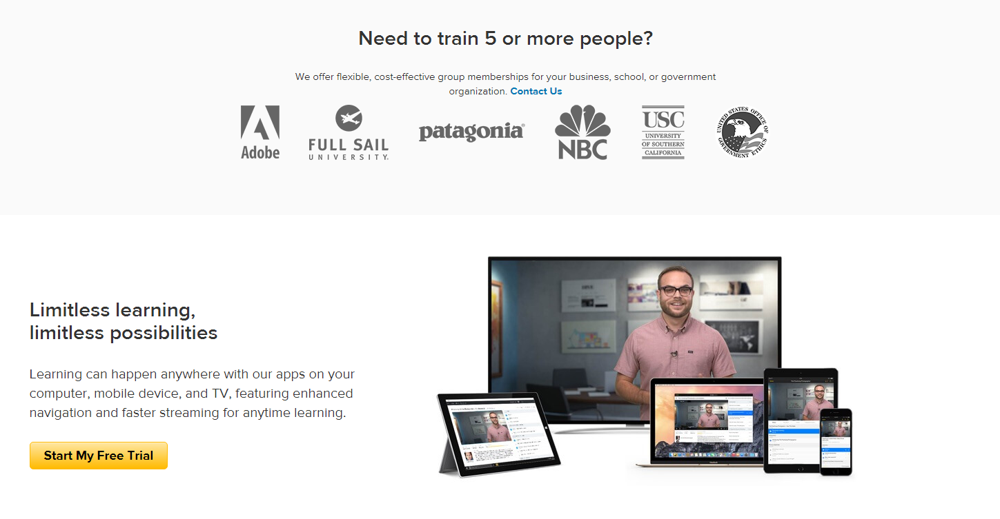 Need to train 5 or more people?
We offer flexible, cost-effective group memberships for your business, school, or government
organization. Contact Us
Adobe
FULL SAIL
UNIVERSITY.
patagonia®
NBC
USC
UNIVERSITY
OF SOUTHERN
CALIFORNIA
UNITED STATES OFFICE OF
GOVERNMENT ETHICS
Limitless learning,
limitless possibilities
Learning can happen anywhere with our apps on your
computer, mobile device, and TV, featuring enhanced
navigation and faster streaming for anytime learning.
Start My Free Trial